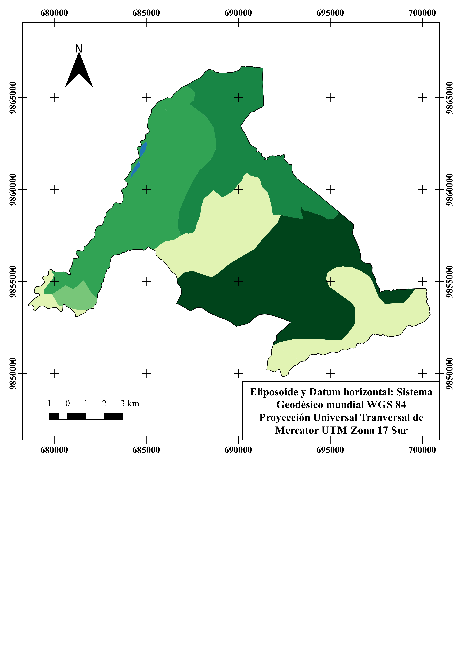 680000 685000 690000 695000 700000
N
9865000 9865000
9860000 9860000
9855000 9855000
9850000 9850000
1 0 1 2 3 km
Elipsoide y Datum horizontal: Sistema
Geodésico mundial WGS 84
Proyección Universal Tranversal de
Mercator UTM Zona 17 Sur
680000 685000 690000 695000 700000